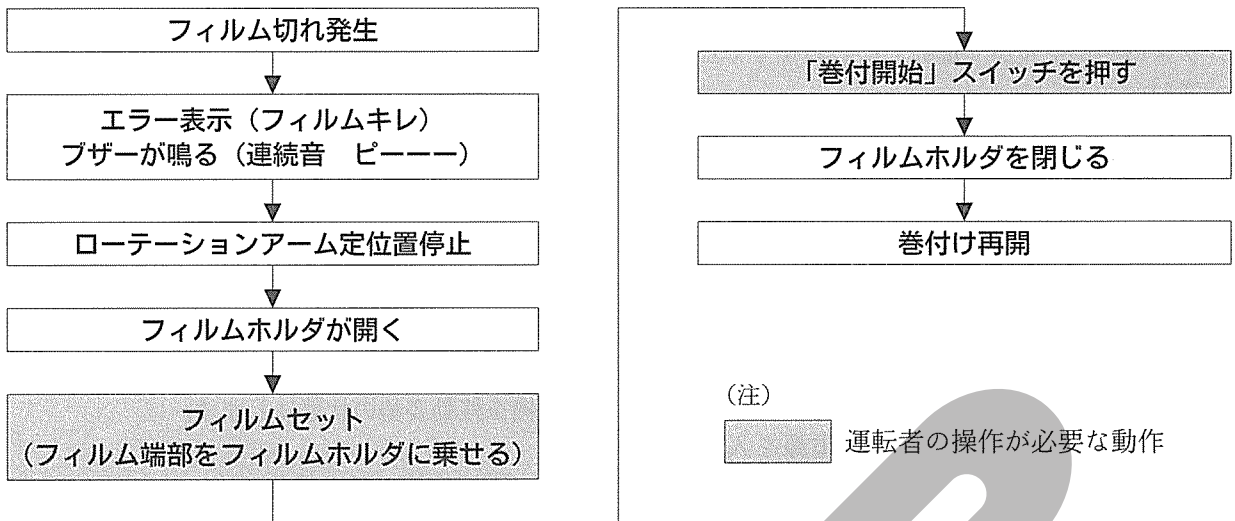 フィルム切れ発生
エラー表示（フィルムキレ）
ブザーが鳴る（連続音　ピーーー）
ローテーションアーム定位置停止
フィルムホルダが開く
フィルムセット
（フィルム端部をフィルムホルダに乗せる）
「巻付開始」スイッチを押す
フィルムホルダを閉じる
巻付け再開
（注）
運転者の操作が必要な動作